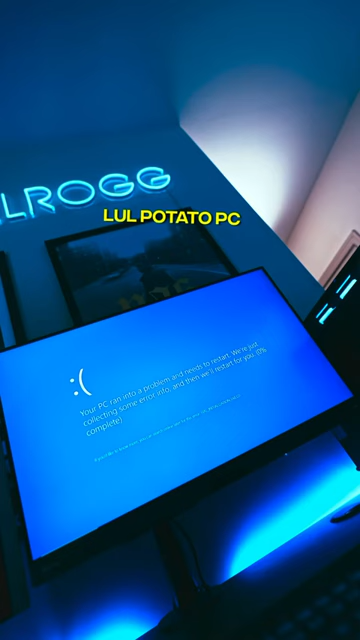 LROGG
LUL POTATO PC
:(
Your PC ran into a problem and needs to restart. We're just
collecting some error info, and then we'll restart for you. (0%
complete)